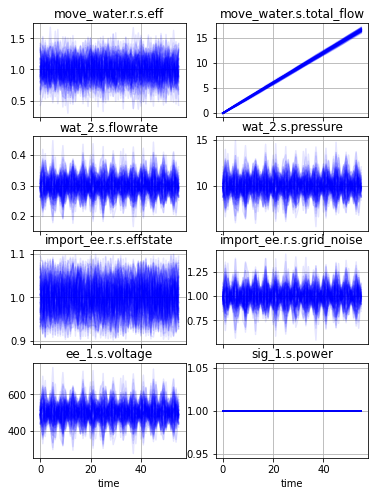 move_water.r.s.eff
move_water.s.total_flow
1.5
1.0
0.5
15
10
5
0
wat_2.s.flowrate
wat_2.s.pressure
0.4
0.3
0.2
15
10
import_ee.r.s.effstate
import_ee.r.s.grid_noise
1.1
1.0
0.9
1.25
1.00
0.75
ee_1.s.voltage
sig_1.s.power
600
400
1.05
1.00
0.95
0 20 40
0 20 40
time
time